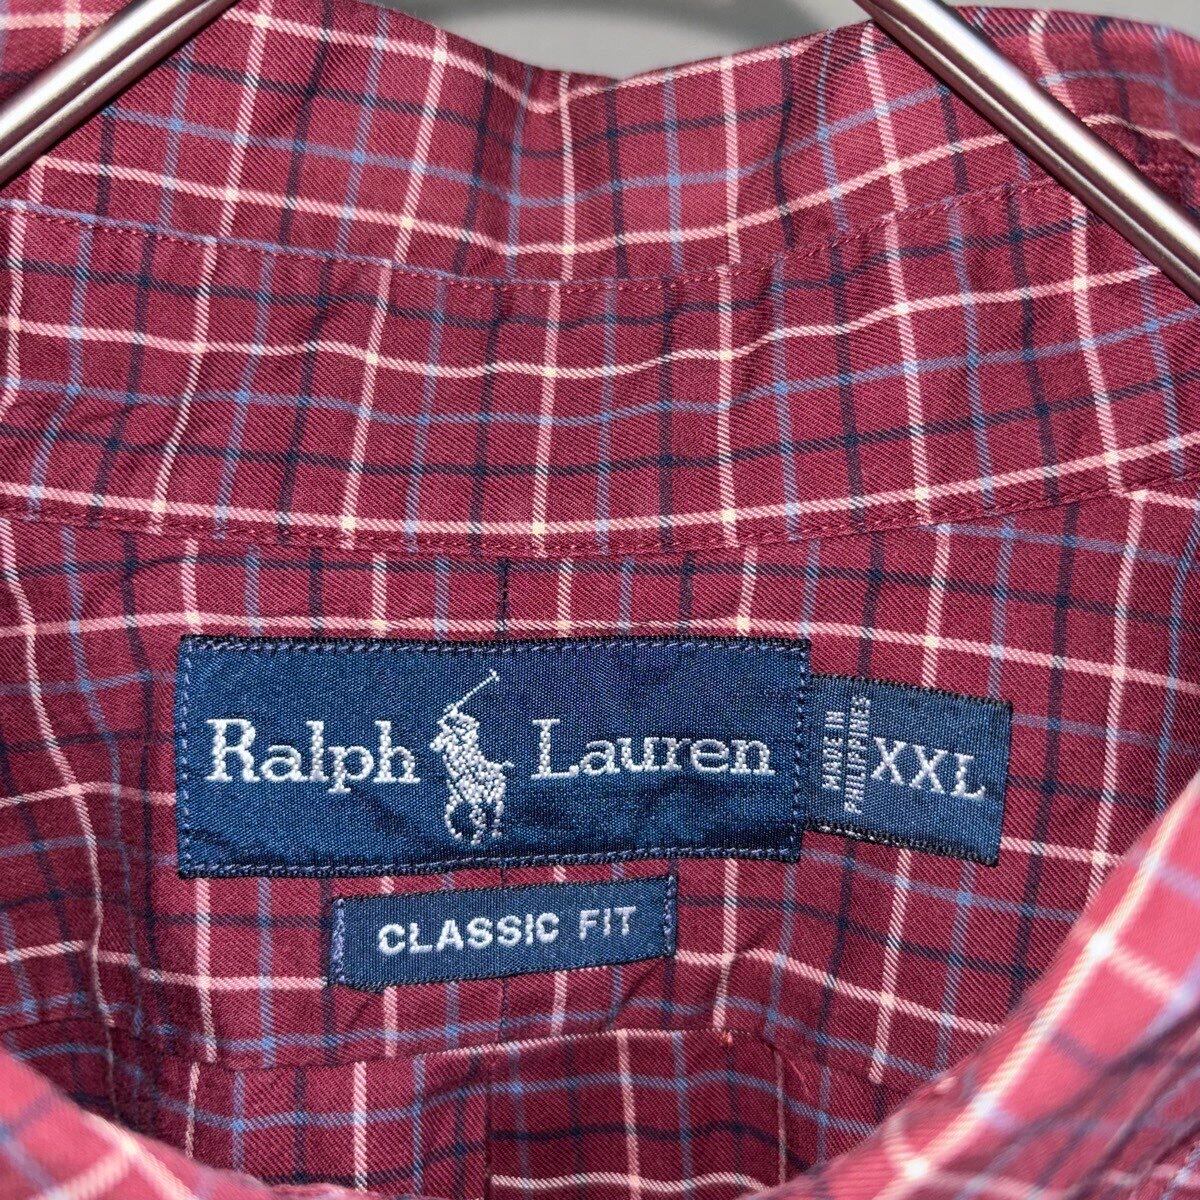 Ralph Lauren
MADE IN
PHILIPPINES
XXL
CLASSIC FIT